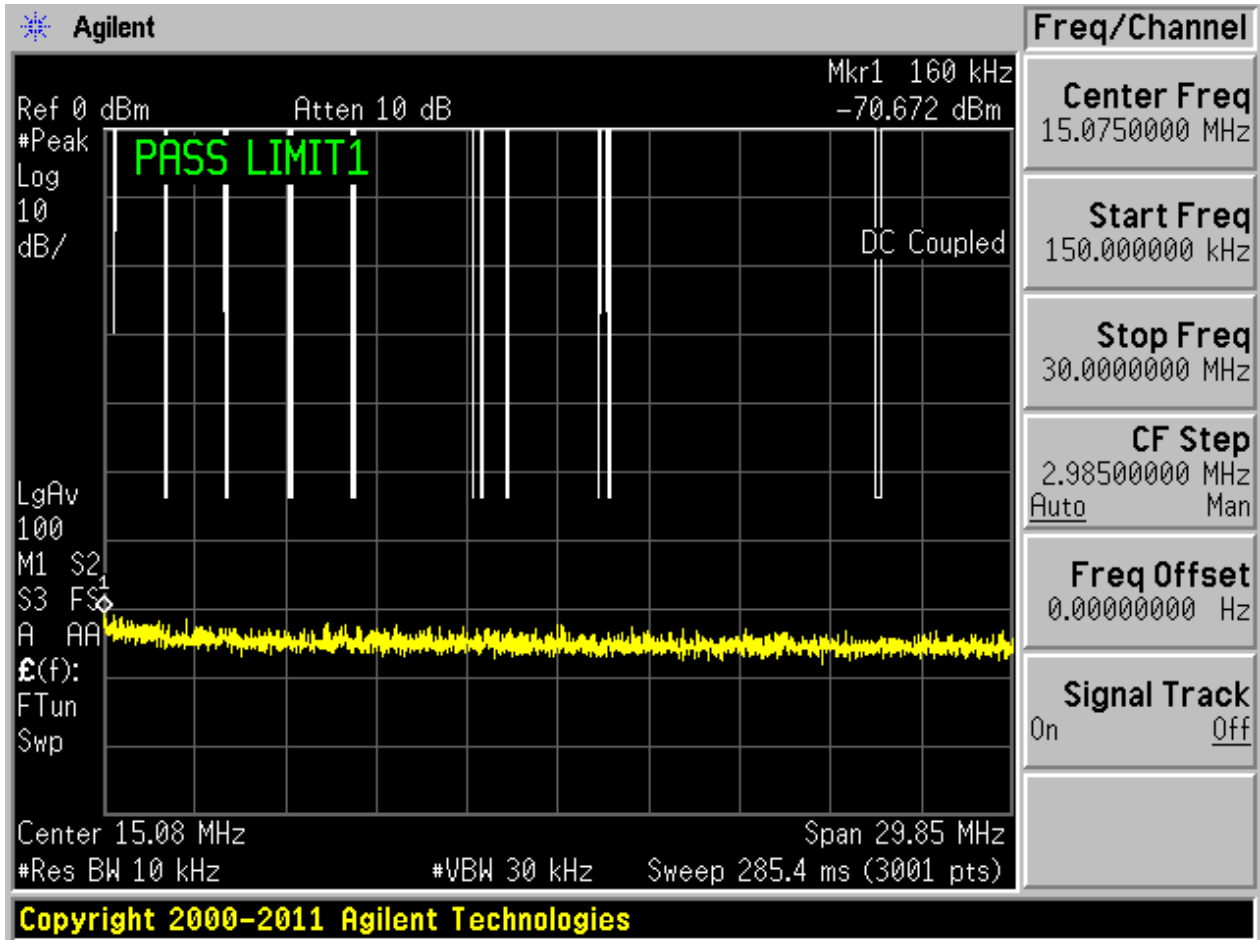 Agilent
Freq/Channel
Mkr1 160 kHz
Ref 0 dBm Atten 10 dB -70.672 dBm
#Peak
Log
10
dB/
PASS LIMIT1
DC Coupled
LgAv
100
M1 S2
S3 FS
A AA
£(f):
FTun
Swp
1
Center 15.08 MHz Span 29.85 MHz
#Res BW 10 kHz #VBW 30 kHz Sweep 285.4 ms (3001 pts)
Center Freq
15.0750000 MHz
Start Freq
150.000000 kHz
Stop Freq
30.0000000 MHz
CF Step
2.98500000 MHz
Auto Man
Freq Offset
0.00000000 Hz
Signal Track
On Off
Copyright 2000-2011 Agilent Technologies